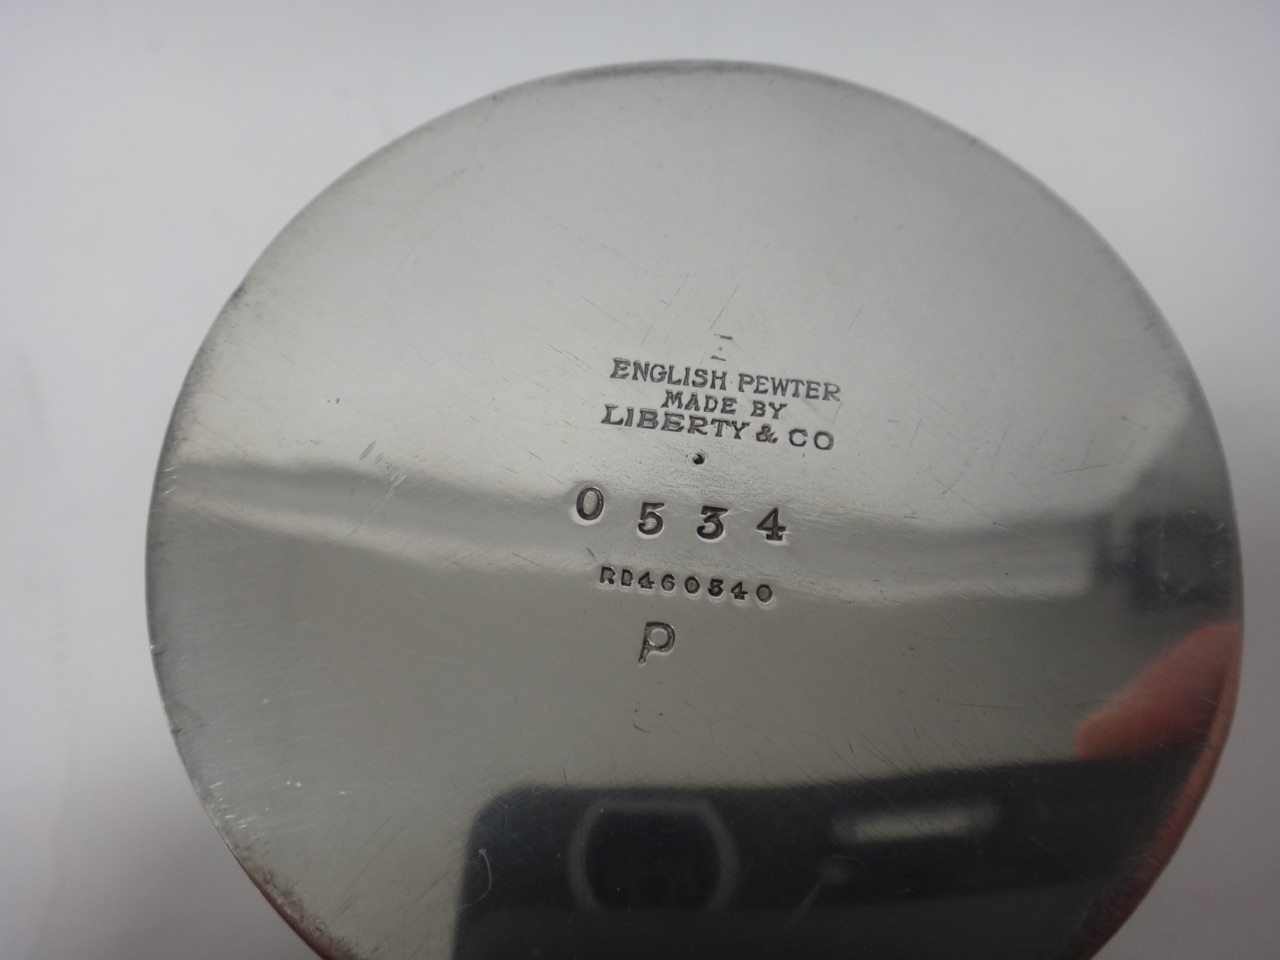 ENGLISH PEWTER
MADE BY
LIBERTY & CO
0534
RD460540
P